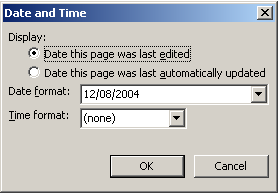 Date and Time
Display:
Date this page was last edited
Date this page was last automatically updated
Date format: 12/08/2004
Time format: (none)
OK Cancel